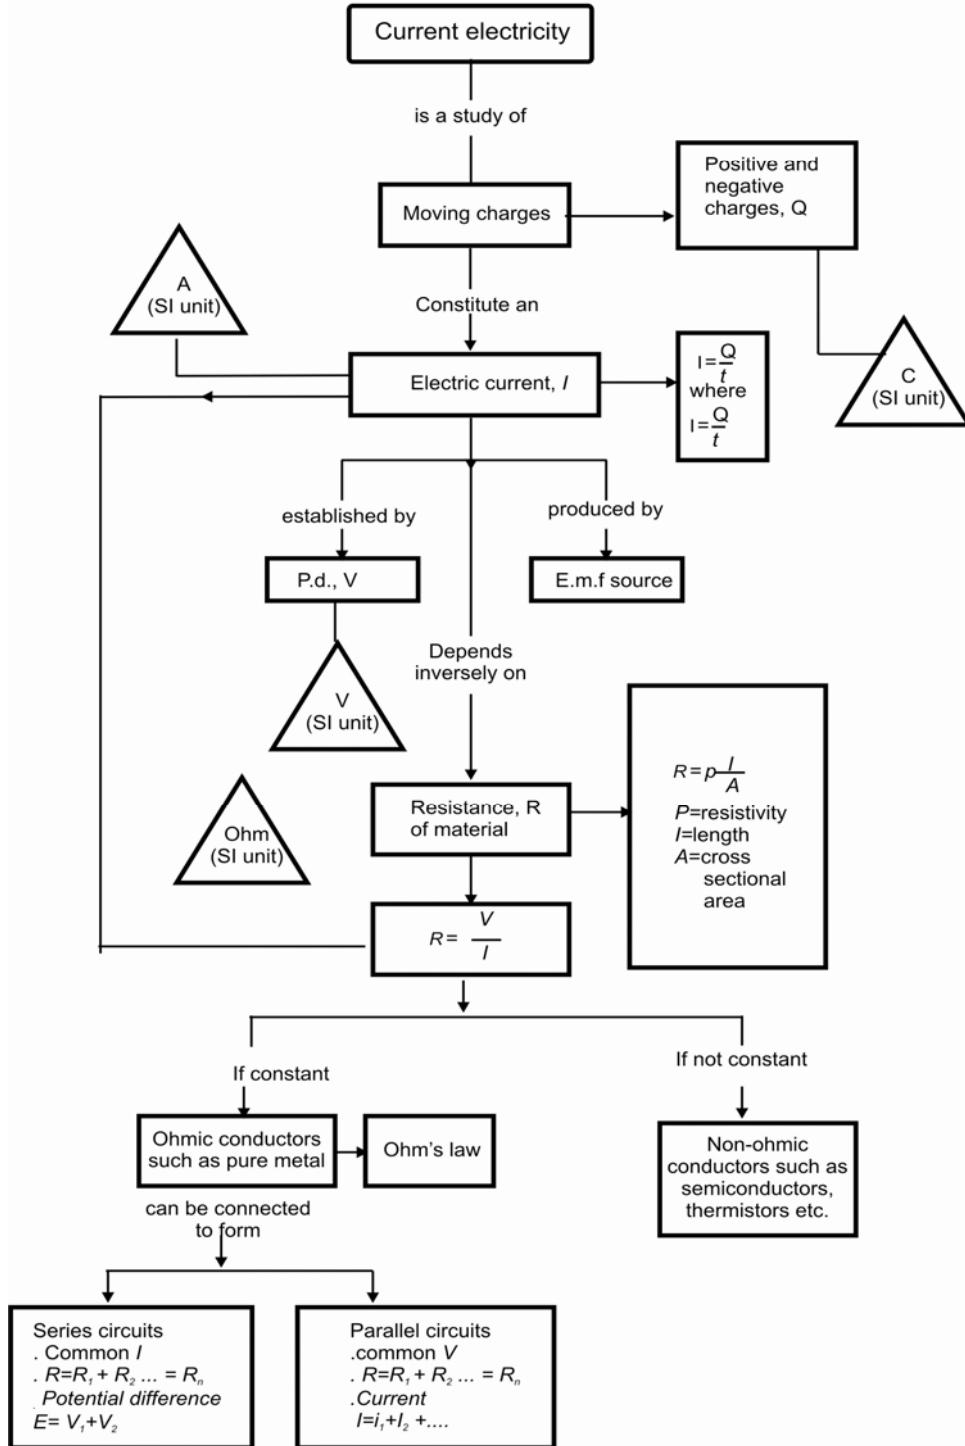 Current electricity
is a study of
Moving charges
Positive and
negative
charges, Q
A
(SI unit)
Constitute an
Electric current, I
I=Q/t
where
I=Q/t
C
(SI unit)
established by
produced by
P.d., V
E.m.f source
Depends
inversely on
V
(SI unit)
Resistance, R
of material
R=p l/A
P=resistivity
l=length
A=cross
sectional
area
Ohm
(SI unit)
R= V/I
If constant
If not constant
Ohmic conductors
such as pure metal
Ohm's law
Non-ohmic
conductors such as
semiconductors,
thermistors etc.
can be connected
to form
Series circuits
. Common I
. R=R₁ + R₂ ... = Rₙ
. Potential difference
E= V₁+V₂
Parallel circuits
.common V
. R=R₁ + R₂ ... = Rₙ
.Current
I=i₁+I₂ +....